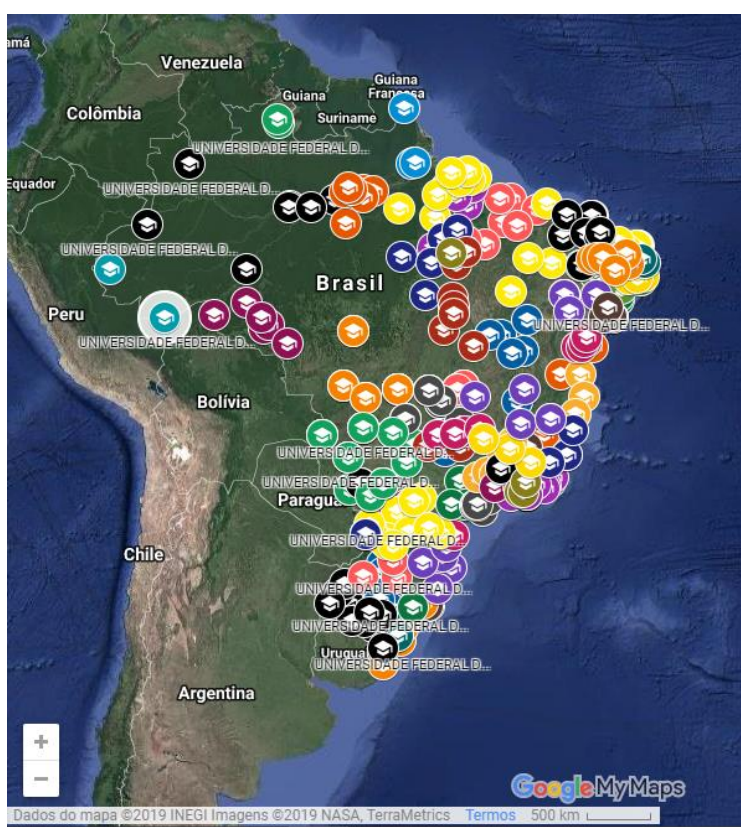 amá
Venezuela
Guiana
Guiana
Francesa
Suriname
Colômbia
UNIVERSIDADE FEDERAL D...
UNIVERSIDADE FEDERAL D...
Equador
UNIVERSIDADE FEDERAL D...
Brasil
Peru
UNIVERSIDADE FEDERAL D...
UNIVERSIDADE FEDERAL D...
Bolívia
UNIVERSIDADE FEDERAL D...
UNIVERSIDADE FEDERAL D...
Paragua
UNIVERSIDADE FEDERAL D...
Chile
UNIVERSIDADE FEDERAL D...
UNIVERSIDADE FEDERAL D...
Urugua
UNIVERSIDADE FEDERAL D...
Argentina
+
−
Google My Maps
Dados do mapa ©2019 INEGI Imagens ©2019 NASA, TerraMetrics Termos 500 km